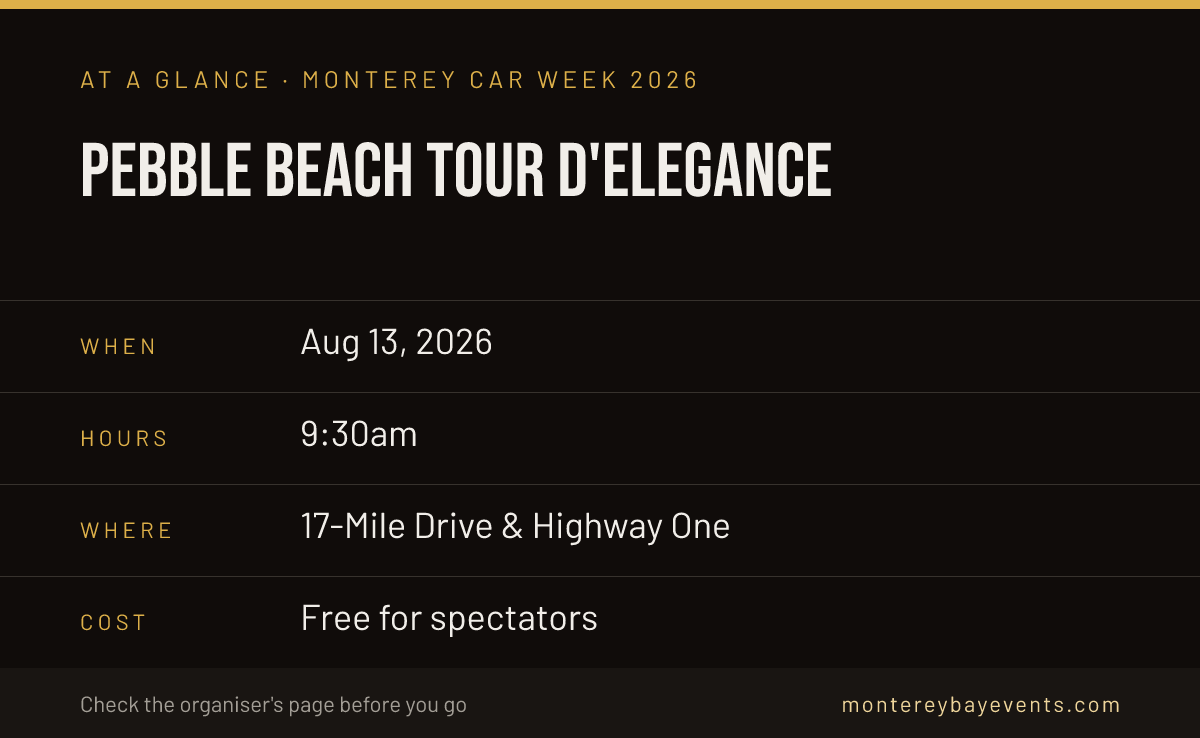 AT A GLANCE · MONTEREY CAR WEEK 2026
PEBBLE BEACH TOUR D'ELEGANCE
WHEN Aug 13, 2026
HOURS 9:30am
WHERE 17-Mile Drive & Highway One
COST Free for spectators
Check the organiser's page before you go montereybayevents.com